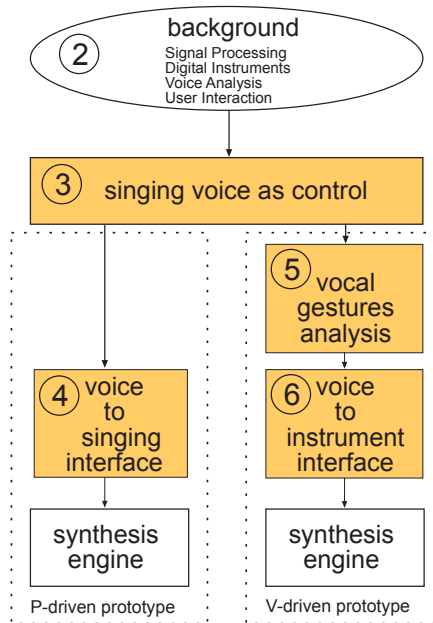 background
2
Signal Processing
Digital Instruments
Voice Analysis
User Interaction
3
singing voice as control
5
vocal
gestures
analysis
4
voice
to
singing
interface
6
voice
to
instrument
interface
synthesis
engine
synthesis
engine
P-driven prototype
V-driven prototype